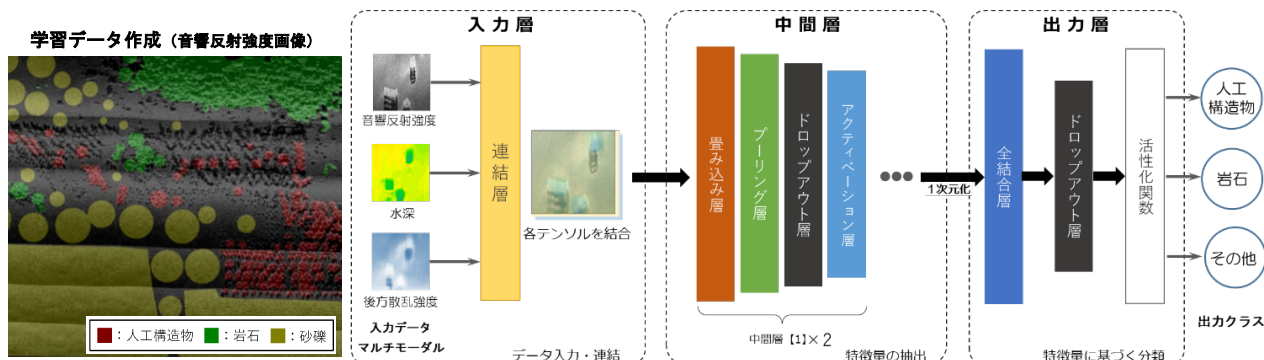 学習データ作成（音響反射強度画像）
■：人工構造物 ■：岩石 ■：砂礫
入力層
音響反射強度
水深
後方散乱強度
入力データ
マルチモーダル
連結層
各テンソルを結合
データ入力・連結
中間層
畳み込み層
プーリング層
ドロップアウト層
アクティベーション層
中間層【1】× 2
特徴量の抽出
1次元化
出力層
全結合層
ドロップアウト層
活性化関数
人工
構造物
岩石
その他
出力クラス
特徴量に基づく分類